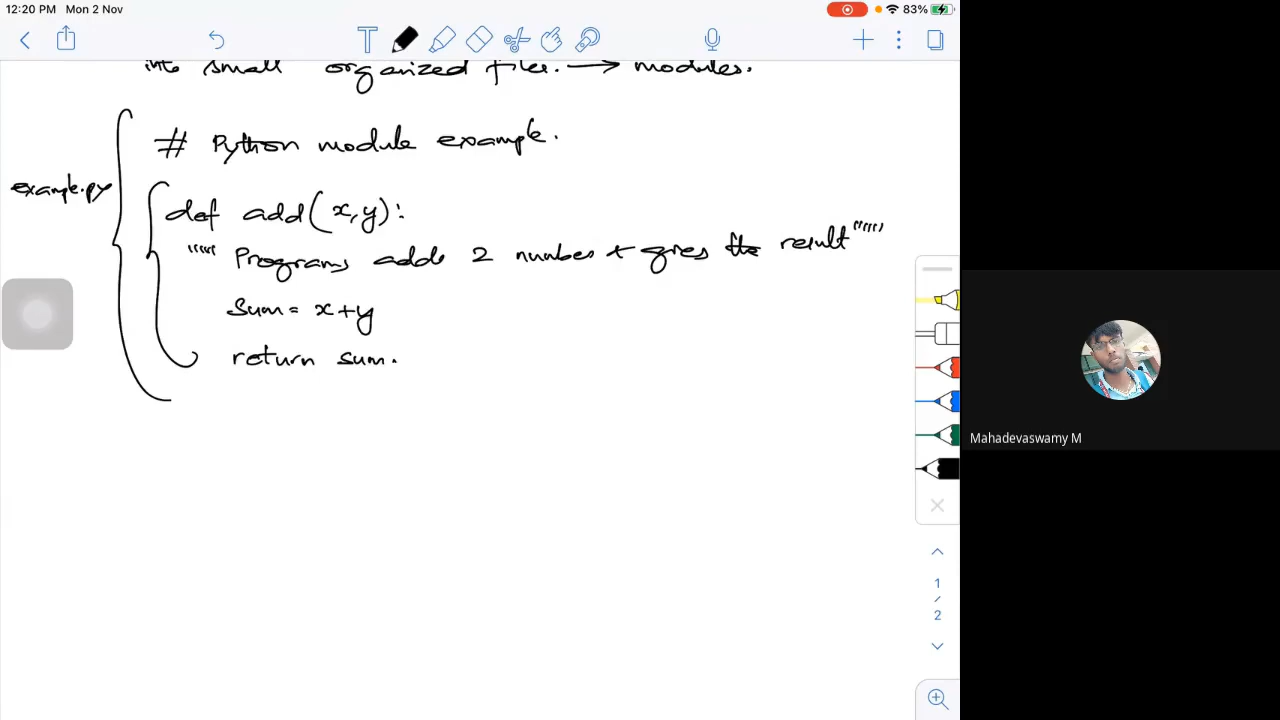 12:20 PM Mon 2 Nov
83%
into small organized files. → modules.
# Python module example.
example.py
def add(x,y):
""" Programs adds 2 number + gives the result """
Sum = x+y
return sum.
1
/
2
Mahadevaswamy M